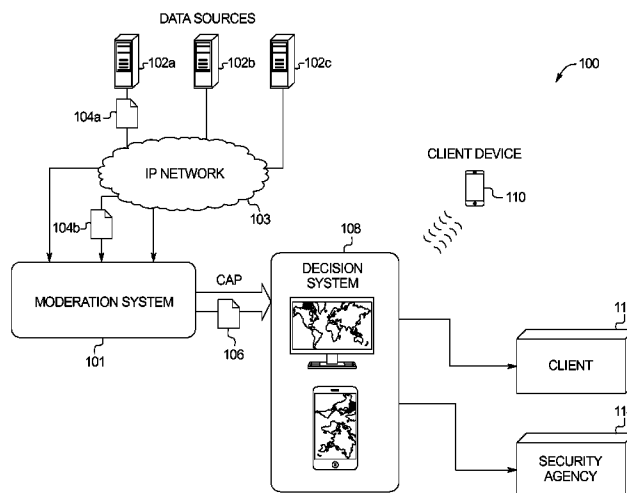 DATA SOURCES
102a
102b
102c
100
104a
IP NETWORK
CLIENT DEVICE
110
103
104b
108
MODERATION SYSTEM
CAP
DECISION
SYSTEM
106
101
CLIENT
SECURITY
AGENCY